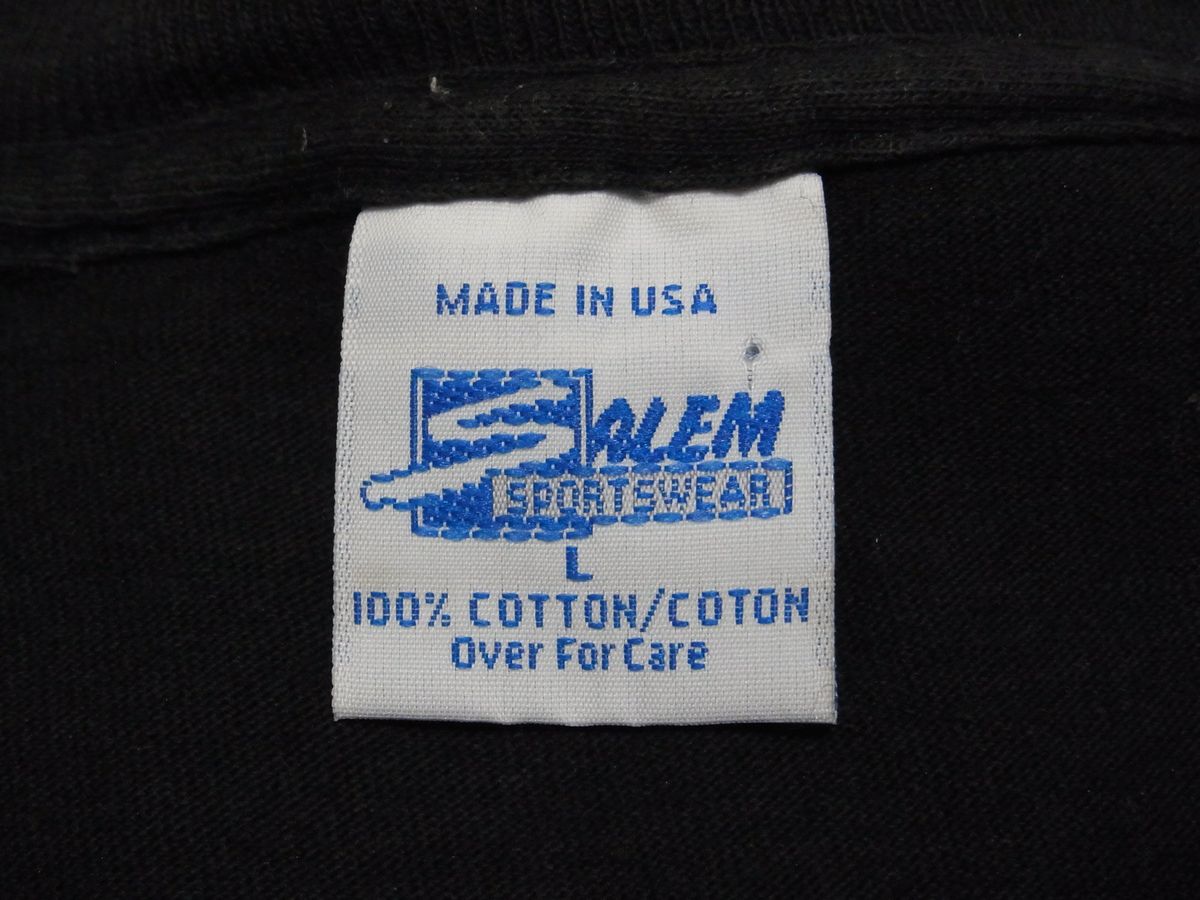 MADE IN USA
SALEM
SPORTSWEAR
L
100% COTTON/COTON
Over For Care